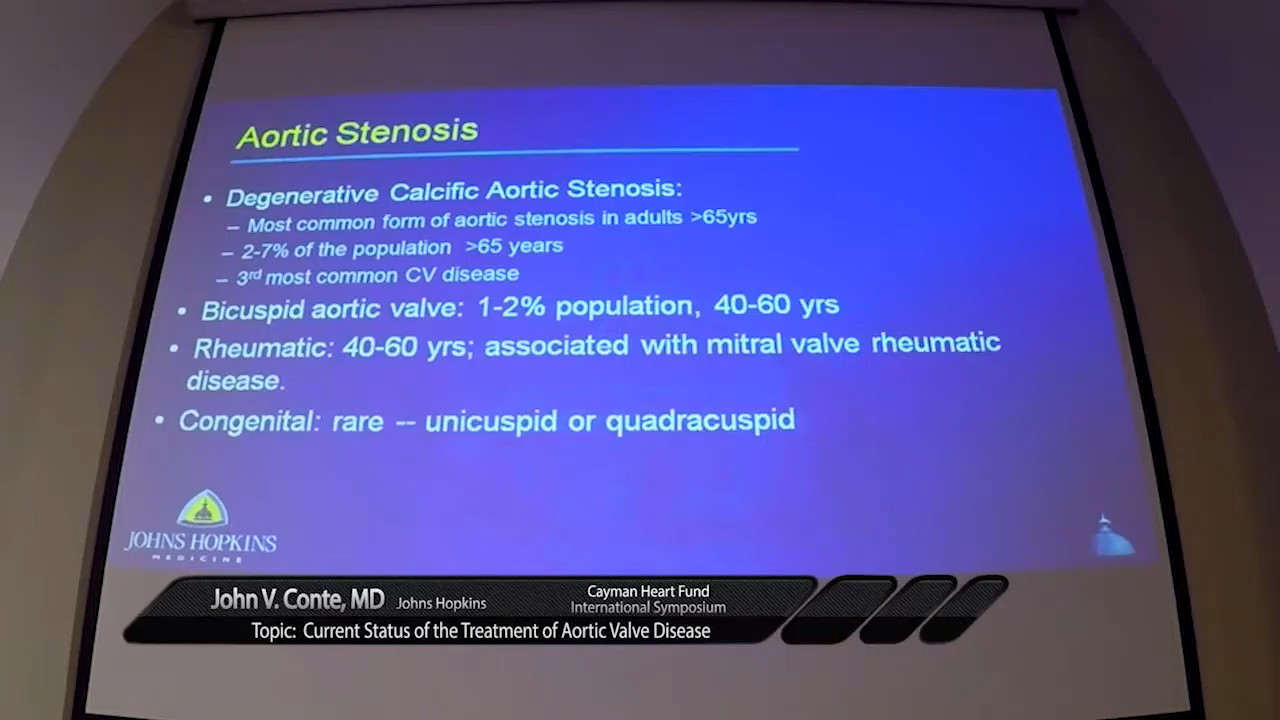 Aortic Stenosis
• Degenerative Calcific Aortic Stenosis:
– Most common form of aortic stenosis in adults >65yrs
– 2-7% of the population >65 years
– 3rd most common CV disease
• Bicuspid aortic valve: 1-2% population, 40-60 yrs
• Rheumatic: 40-60 yrs; associated with mitral valve rheumatic
disease.
• Congenital: rare -- unicuspid or quadracuspid
JOHNS HOPKINS
MEDICINE
John V. Conte, MD Johns Hopkins
Cayman Heart Fund
International Symposium
Topic: Current Status of the Treatment of Aortic Valve Disease